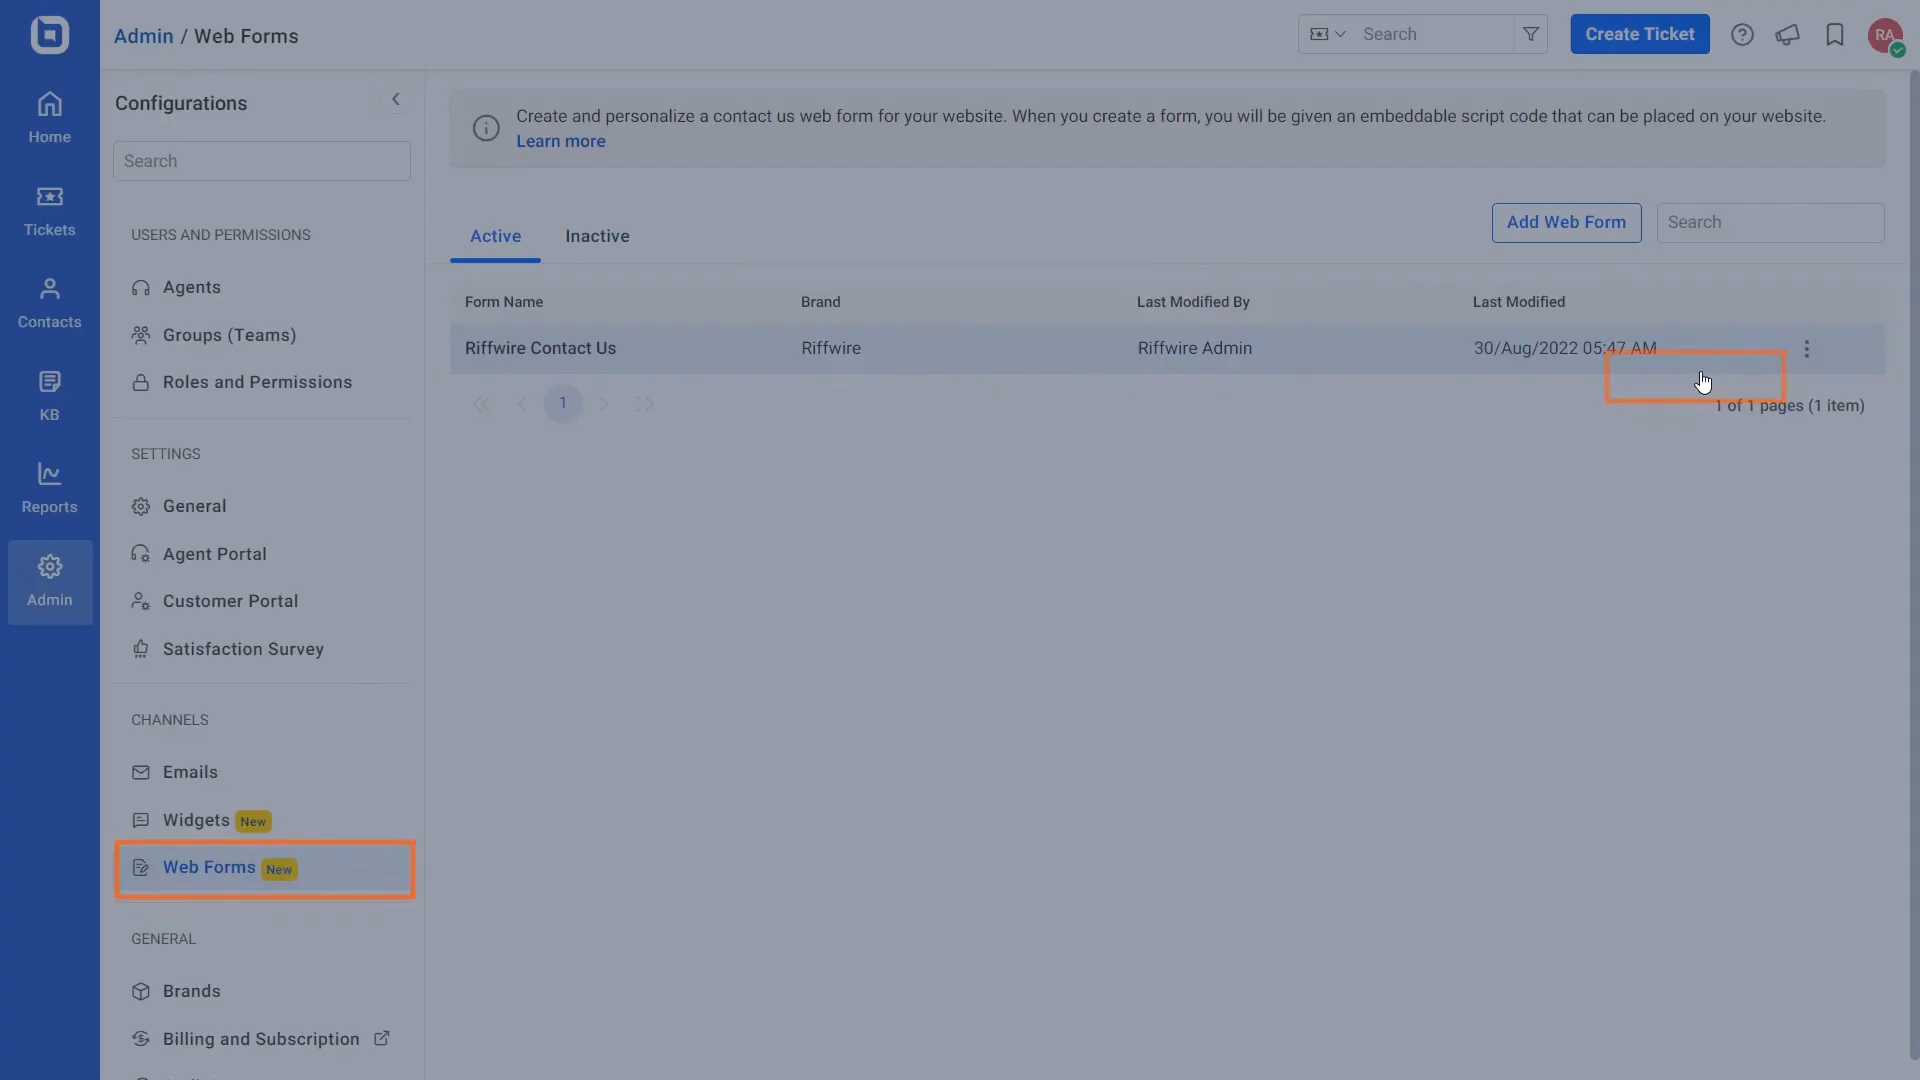 Admin / Web Forms
Search
Create Ticket
RA
Home
Tickets
Contacts
KB
Reports
Admin
Configurations
Search
USERS AND PERMISSIONS
Agents
Groups (Teams)
Roles and Permissions
SETTINGS
General
Agent Portal
Customer Portal
Satisfaction Survey
CHANNELS
Emails
Widgets New
Web Forms New
GENERAL
Brands
Billing and Subscription
Create and personalize a contact us web form for your website. When you create a form, you will be given an embeddable script code that can be placed on your website.
Learn more
Active Inactive
Add Web Form
Search
Form Name Brand Last Modified By Last Modified
Riffwire Contact Us Riffwire Riffwire Admin 30/Aug/2022 05:47 AM
1
1 of 1 pages (1 item)